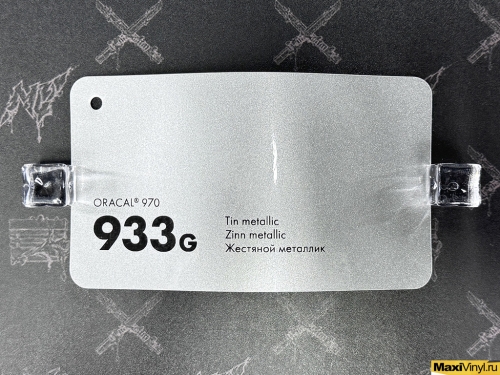 ORACAL® 970
933G
Tin metallic
Zinn metallic
Жестяной металлик
MaxiVinyl.ru